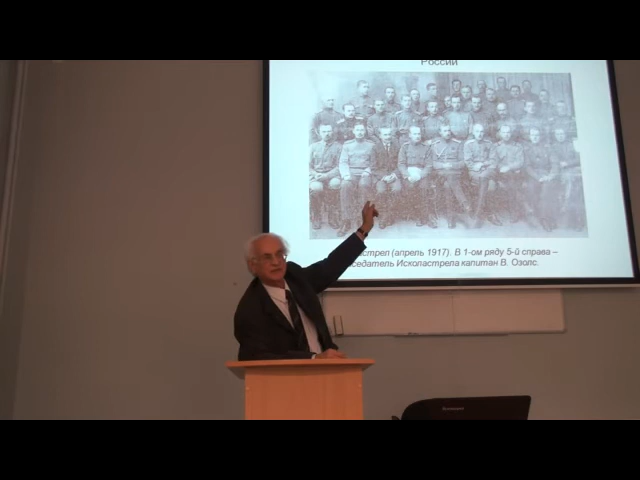 России
(апрель 1917). В 1-ом ряду 5-й справа –
Исколастрела капитан В. Озолс.